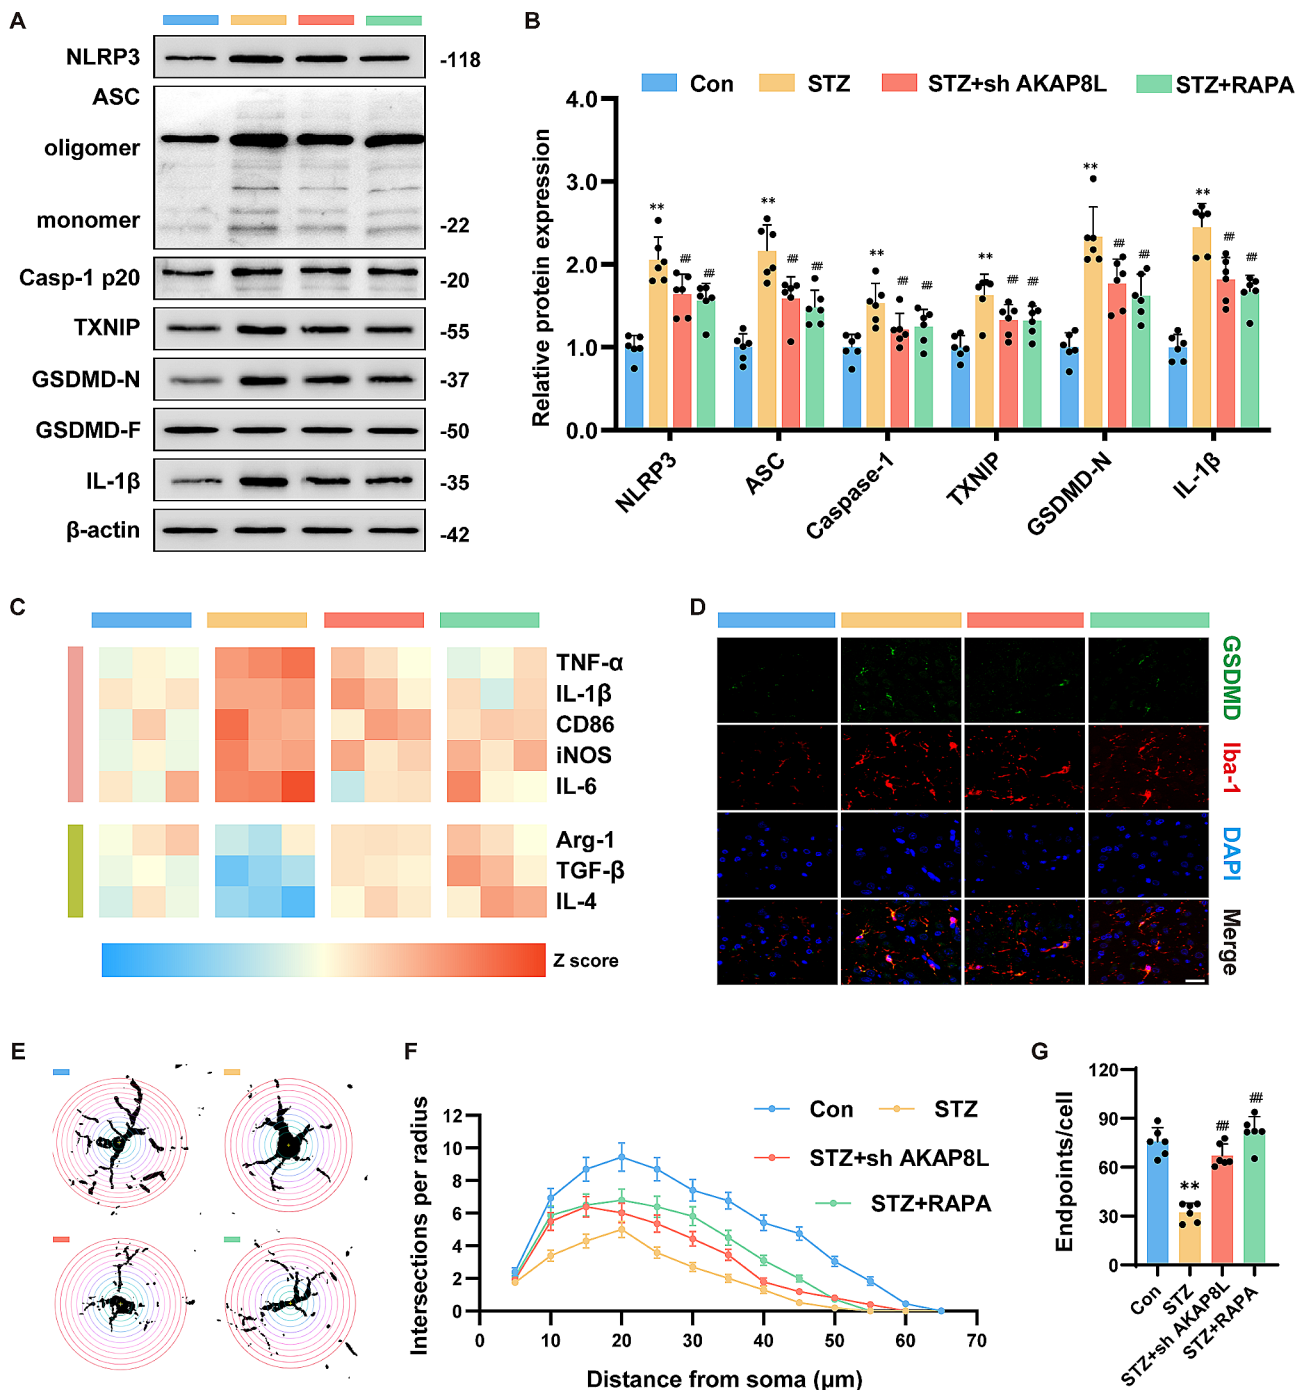 A
NLRP3
-118
ASC
oligomer
monomer
-22
Casp-1 p20
-20
TXNIP
-55
GSDMD-N
-37
GSDMD-F
-50
IL-1β
-35
β-actin
-42
B
Con STZ STZ+sh AKAP8L STZ+RAPA
Relative protein expression
4.0
3.0
2.0
1.0
0.0
** ## ##
** ## ##
** ## ##
** ## ##
** ## ##
** ## ##
NLRP3 ASC Caspase-1 TXNIP GSDMD-N IL-1β
C
TNF-α
IL-1β
CD86
iNOS
IL-6
Arg-1
TGF-β
IL-4
Z score
D
GSDMD
Iba-1
DAPI
Merge
E
F
Intersections per radius
12
10
8
6
4
2
0
Con STZ
STZ+sh AKAP8L
STZ+RAPA
0 10 20 30 40 50 60 70
Distance from soma (μm)
G
Endpoints/cell
120
90
60
30
0
** ## ##
Con STZ STZ+sh AKAP8L STZ+RAPA